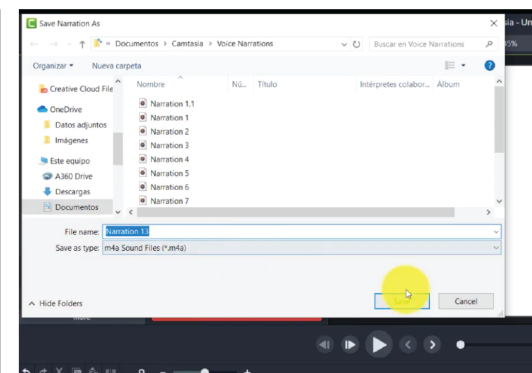 Save Narration As
sia - Un
« Documentos > Camtasia > Voice Narrations
Buscar en Voice Narrations
Organizar
Nueva carpeta
Creative Cloud File
OneDrive
Datos adjuntos
Imágenes
Este equipo
A360 Drive
Descargas
Documentos
Nombre Nú... Título Intérpretes colabor... Álbum
Narration 1.1
Narration 1
Narration 2
Narration 3
Narration 4
Narration 5
Narration 6
Narration 7
File name: Narration 13
Save as type: m4a Sound Files (*.m4a)
Hide Folders
Save
Cancel